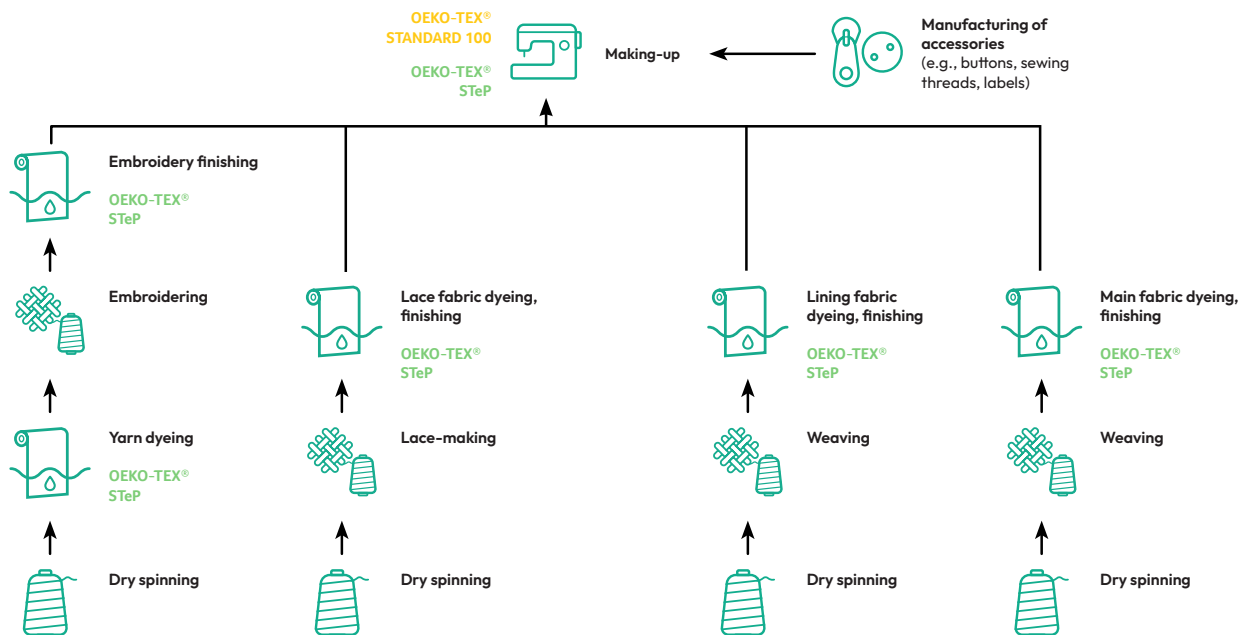 OEKO-TEX®
STANDARD 100
OEKO-TEX®
STeP
Making-up
Manufacturing of
accessories
(e.g., buttons, sewing
threads, labels)
Embroidery finishing
OEKO-TEX®
STeP
Embroidering
Yarn dyeing
OEKO-TEX®
STeP
Dry spinning
Lace fabric dyeing,
finishing
OEKO-TEX®
STeP
Lace-making
Dry spinning
Lining fabric
dyeing, finishing
OEKO-TEX®
STeP
Weaving
Dry spinning
Main fabric dyeing,
finishing
OEKO-TEX®
STeP
Weaving
Dry spinning